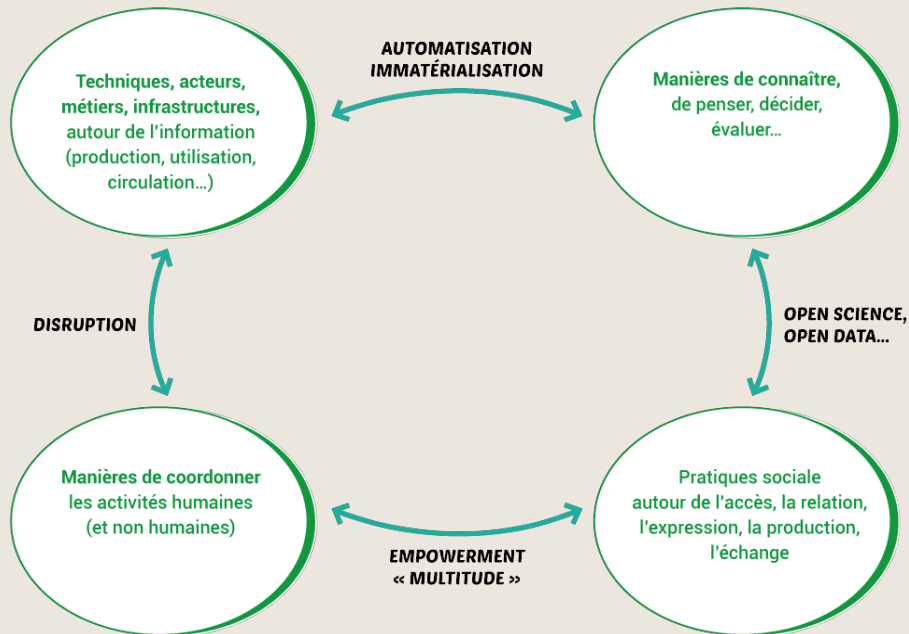 AUTOMATISATION
IMMATÉRIALISATION
Techniques, acteurs,
métiers, infrastructures,
autour de l'information
(production, utilisation,
circulation…)
Manières de connaître,
de penser, décider,
évaluer…
DISRUPTION
OPEN SCIENCE,
OPEN DATA…
Manières de coordonner
les activités humaines
(et non humaines)
Pratiques sociale
autour de l'accès, la relation,
l'expression, la production,
l'échange
EMPOWERMENT
« MULTITUDE »